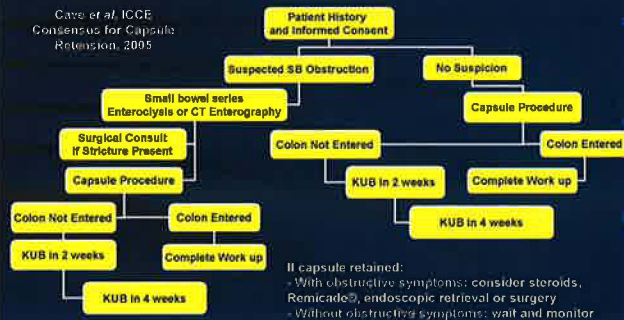 Cave et al, ICCE
Consensus for Capsule
Retension, 2005
Patient History
and Informed Consent
Suspected SB Obstruction
No Suspicion
Small bowel series
Enteroclysis or CT Enterography
Capsule Procedure
Surgical Consult
If Stricture Present
Colon Not Entered
Colon Entered
Capsule Procedure
KUB in 2 weeks
Complete Work up
Colon Not Entered
Colon Entered
KUB in 4 weeks
KUB in 2 weeks
Complete Work up
KUB in 4 weeks
If capsule retained:
- With obstructive symptoms: consider steroids,
Remicade®, endoscopic retrieval or surgery
- Without obstructive symptoms: wait and monitor